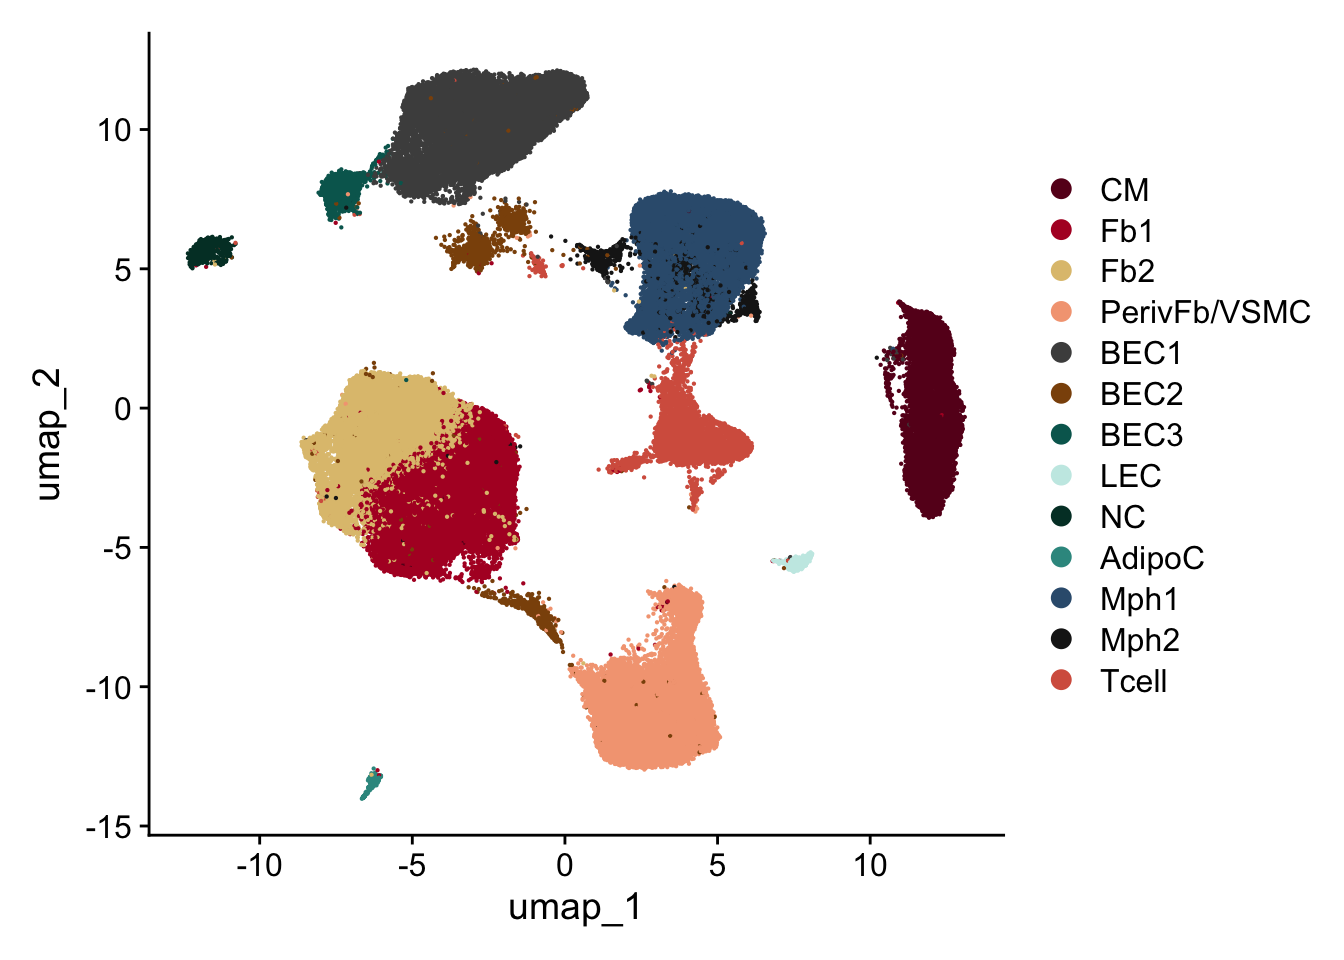 10
5
0
-5
-10
-15
umap_2
-10
-5
0
5
10
umap_1
CM
Fb1
Fb2
PerivFb/VSMC
BEC1
BEC2
BEC3
LEC
NC
AdipoC
Mph1
Mph2
Tcell